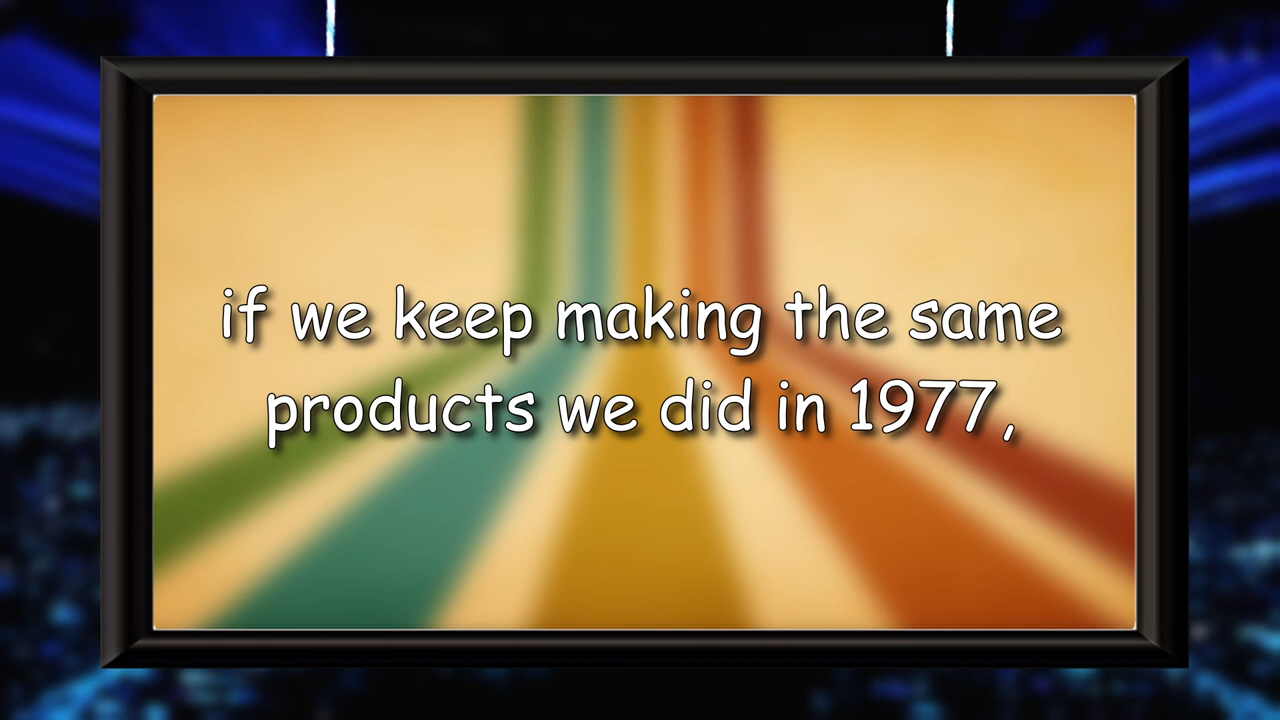 if we keep making the same
products we did in 1977,